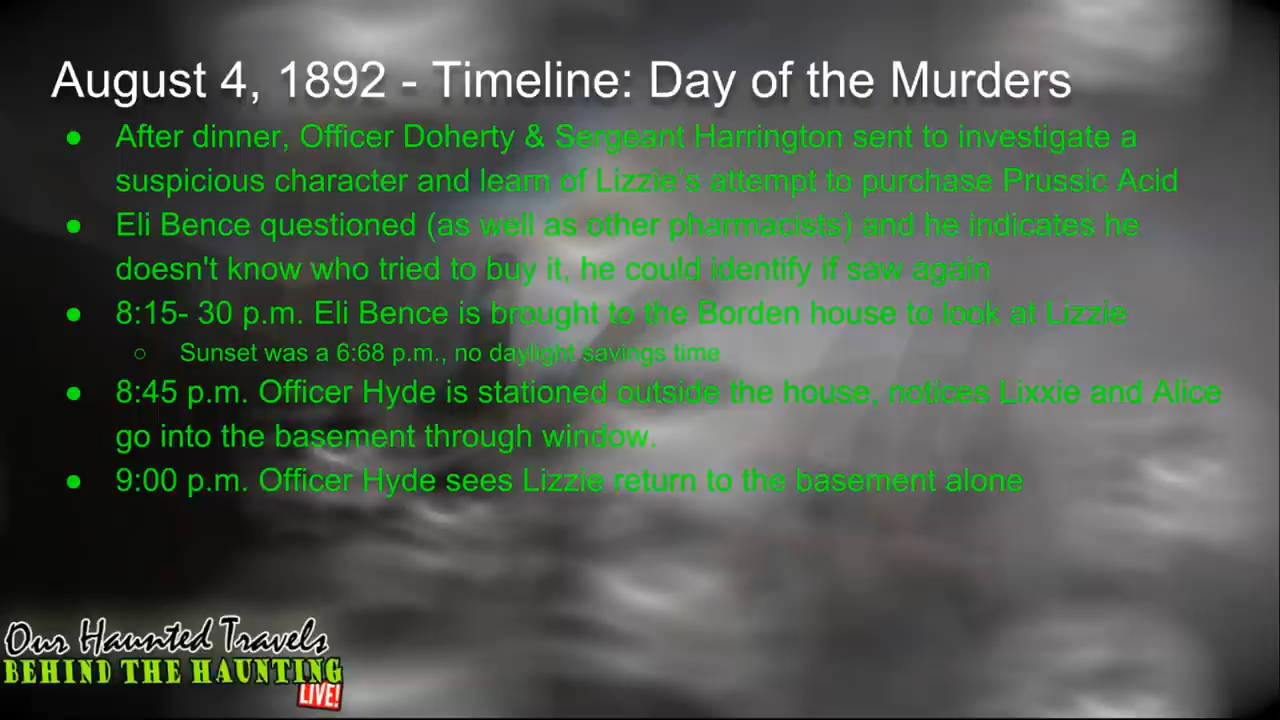 August 4, 1892 - Timeline: Day of the Murders
● After dinner, Officer Doherty & Sergeant Harrington sent to investigate a
suspicious character and learn of Lizzie's attempt to purchase Prussic Acid
● Eli Bence questioned (as well as other pharmacists) and he indicates he
doesn't know who tried to buy it, he could identify if saw again
● 8:15- 30 p.m. Eli Bence is brought to the Borden house to look at Lizzie
○ Sunset was a 6:68 p.m., no daylight savings time
● 8:45 p.m. Officer Hyde is stationed outside the house, notices Lixxie and Alice
go into the basement through window.
● 9:00 p.m. Officer Hyde sees Lizzie return to the basement alone
Our Haunted Travels
BEHIND THE HAUNTING
LIVE!